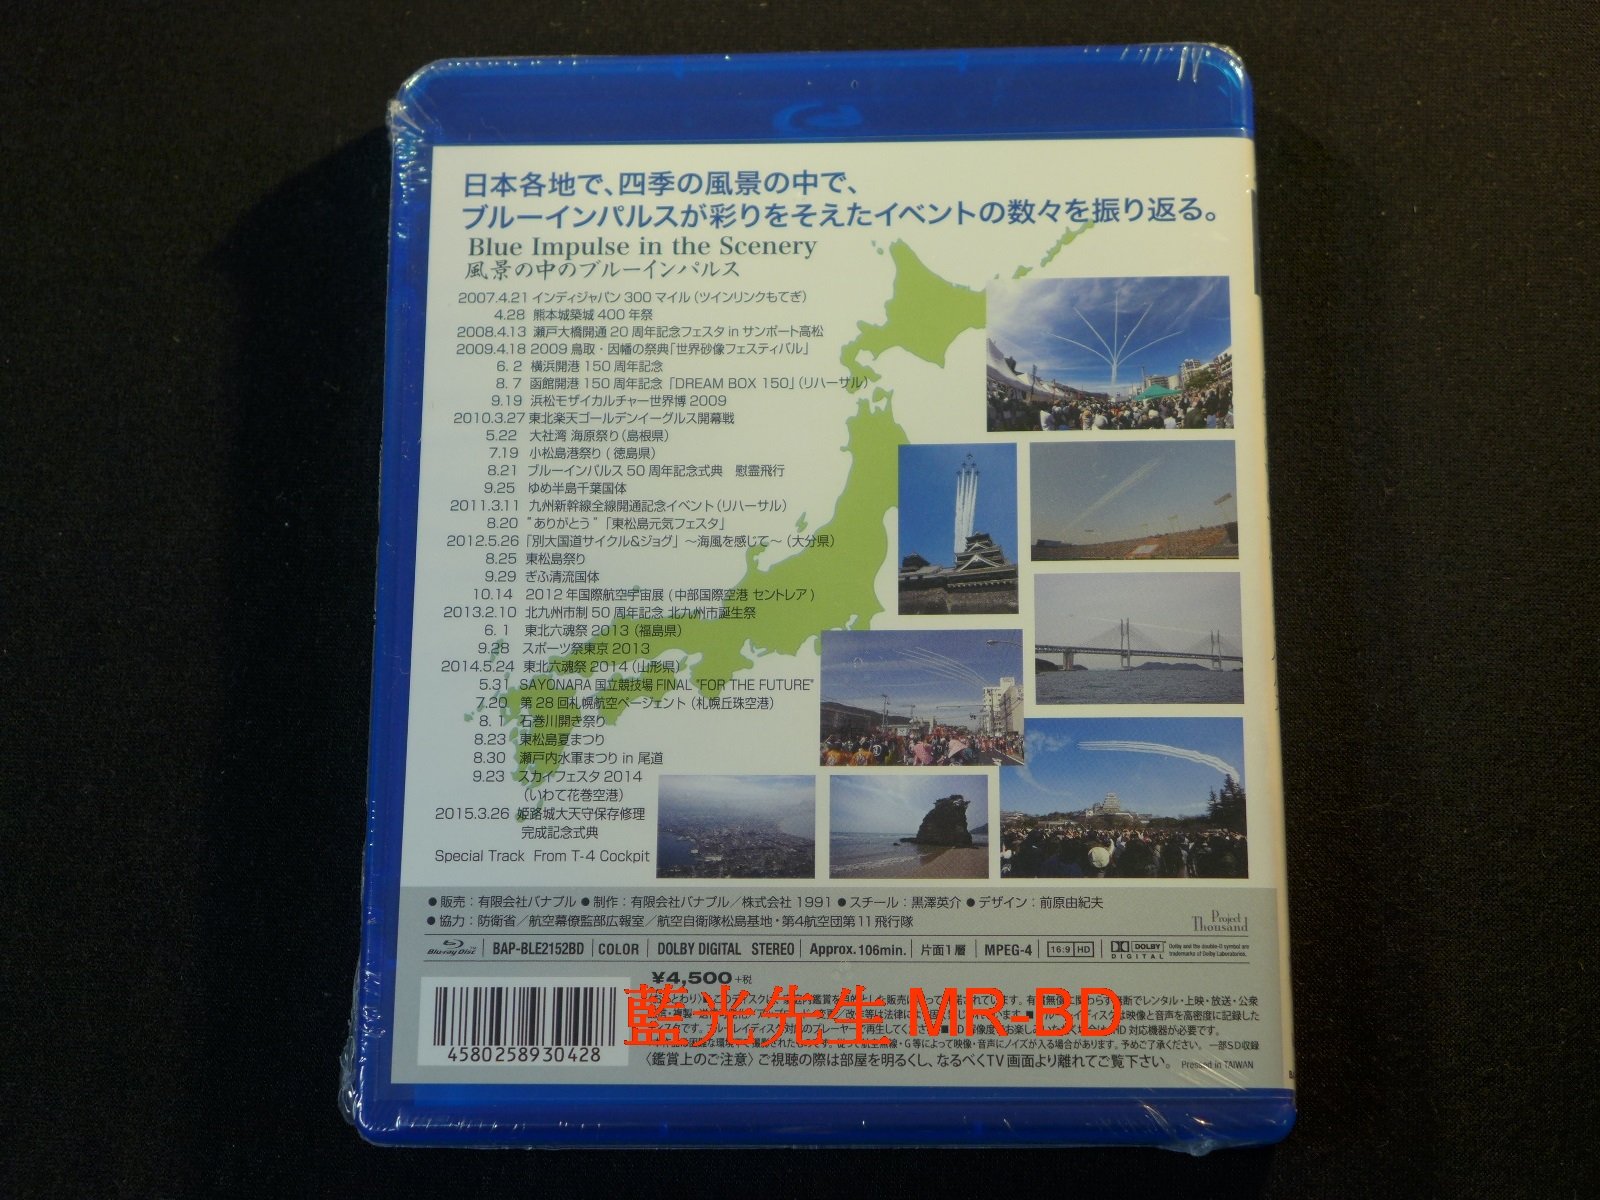 日本各地で、四季の風景の中で、
ブルーインパルスが彩りをそえたイベントの数々を振り返る。
Blue Impulse in the Scenery
風景の中のブルーインパルス
2007.4.21 インディジャパン 300 マイル（ツインリンクもてぎ）
4.28 熊本城築城 400 年祭
2008.4.13 瀬戸大橋開通 20 周年記念フェスタ in サンポート高松
2009.4.18 2009 鳥取・因幡の祭典「世界砂像フェスティバル」
6. 2 横浜開港 150 周年記念
8. 7 函館開港 150 周年記念「DREAM BOX 150」（リハーサル）
9.19 浜松モザイカルチャー世界博 2009
2010.3.27 東北楽天ゴールデンイーグルス開幕戦
5.22 大社湾 海原祭り（島根県）
7.19 小松島港祭り ( 徳島県）
8.21 ブルーインパルス 50 周年記念式典 慰霊飛行
9.25 ゆめ半島千葉国体
2011.3.11 九州新幹線全線開通記念イベント（リハーサル）
8.20 "ありがとう"「東松島元気フェスタ」
2012.5.26「別大国道サイクル&ジョグ」～海風を感じて～（大分県）
8.25 東松島祭り
9.29 ぎふ清流国体
10.14 2012 年国際航空宇宙展 ( 中部国際空港 セントレア )
2013.2.10 北九州市制 50 周年記念 北九州市誕生祭
6. 1 東北六魂祭 2013（福島県）
9.28 スポーツ祭東京 2013
2014.5.24 東北六魂祭 2014（山形県）
5.31 SAYONARA 国立競技場 FINAL "FOR THE FUTURE"
7.20 第 28 回札幌航空ページェント（札幌丘珠空港）
8. 1 石巻川開き祭り
8.23 東松島夏まつり
8.30 瀬戸内水軍まつり in 尾道
9.23 スカイフェスタ 2014
（いわて花巻空港）
2015.3.26 姫路城大天守保存修理
完成記念式典
Special Track From T-4 Cockpit
●販売：有限会社バナプル ●制作：有限会社バナプル／株式会社 1991 ●スチール：黒澤英介 ●デザイン：前原由紀夫
●協力：防衛省／航空幕僚監部広報室／航空自衛隊松島基地・第4航空団第11飛行隊
Project Thousand 1
Blu-ray Disc BAP-BLE2152BD COLOR DOLBY DIGITAL STEREO Approx.106min. 片面1層 MPEG-4 16:9 HD DOLBY DIGITAL Dolby and the double-D symbol are trademarks of Dolby Laboratories.
¥4,500+税
藍光先生 MR-BD
4580258930428
〈鑑賞上のご注意〉ご視聴の際は部屋を明るくし、なるべくTV画面より離れてご覧下さい。 Pressed in TAIWAN